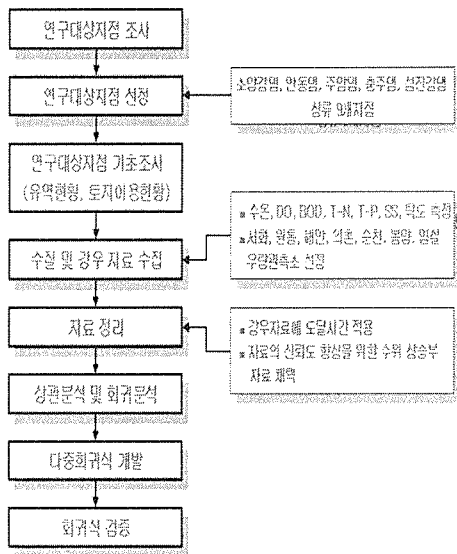 연구대상지점 조사
연구대상지점 선정
소양강댐, 안동댐, 주암댐, 충주댐, 섬진강댐
상류 9개지점
연구대상지점 기초조사
(유역현황, 토지이용현황)
수온, DO, BOD, T-N, T-P, SS, 탁도 측정
서화, 원통, 해안, 석촌, 순천, 봉양, 임실
우량관측소 선정
수질 및 강우 자료 수집
자료 정리
강우자료에 도달시간 적용
자료의 신뢰도 향상을 위한 수위 상승부
자료 채택
상관분석 및 회귀분석
다중회귀식 개발
회귀식 검증